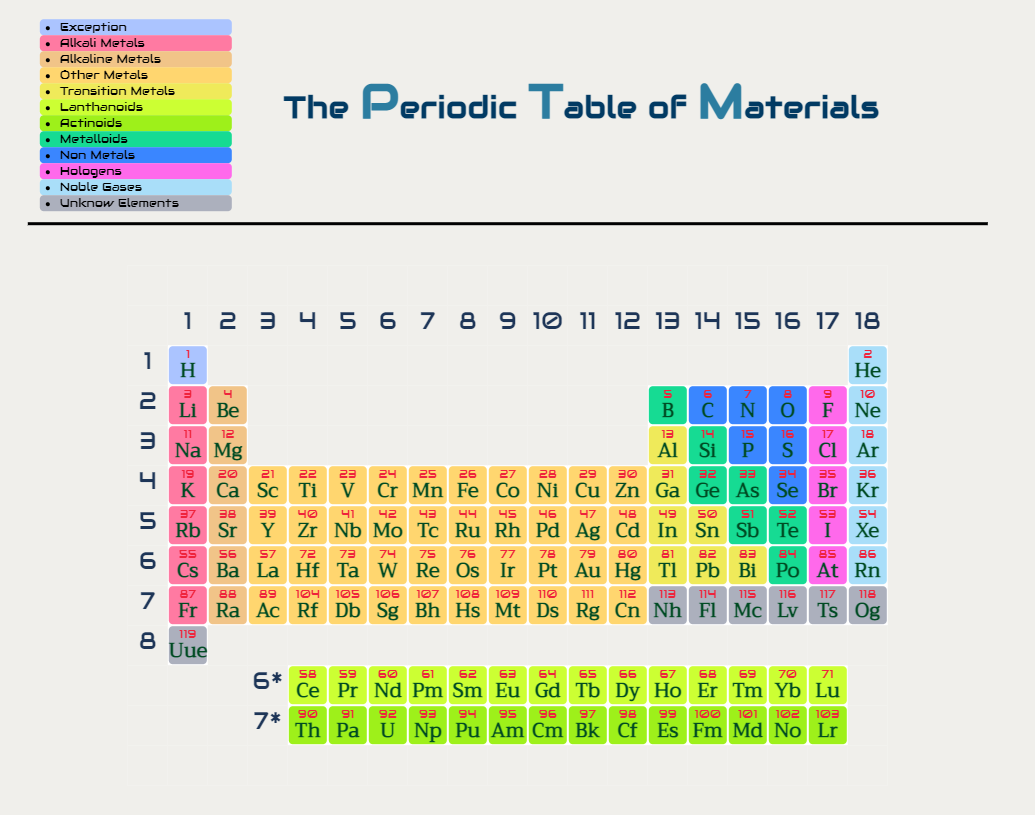 Exception
Alkali Metals
Alkaline Metals
Other Metals
Transition Metals
Lanthanoids
Actinoids
Metalloids
Non Metals
Hologens
Noble Gases
Unknow Elements
The Periodic Table of Materials
1 2 3 4 5 6 7 8 9 10 11 12 13 14 15 16 17 18
1 2
1 H He
3 4 5 6 7 8 9 10
2 Li Be B C N O F Ne
11 12 13 14 15 16 17 18
3 Na Mg Al Si P S Cl Ar
19 20 21 22 23 24 25 26 27 28 29 30 31 32 33 34 35 36
4 K Ca Sc Ti V Cr Mn Fe Co Ni Cu Zn Ga Ge As Se Br Kr
37 38 39 40 41 42 43 44 45 46 47 48 49 50 51 52 53 54
5 Rb Sr Y Zr Nb Mo Tc Ru Rh Pd Ag Cd In Sn Sb Te I Xe
55 56 57 72 73 74 75 76 77 78 79 80 81 82 83 84 85 86
6 Cs Ba La Hf Ta W Re Os Ir Pt Au Hg Tl Pb Bi Po At Rn
87 88 89 104 105 106 107 108 109 110 111 112 113 114 115 116 117 118
7 Fr Ra Ac Rf Db Sg Bh Hs Mt Ds Rg Cn Nh Fl Mc Lv Ts Og
119
8 Uue
58 59 60 61 62 63 64 65 66 67 68 69 70 71
6* Ce Pr Nd Pm Sm Eu Gd Tb Dy Ho Er Tm Yb Lu
90 91 92 93 94 95 96 97 98 99 100 101 102 103
7* Th Pa U Np Pu Am Cm Bk Cf Es Fm Md No Lr